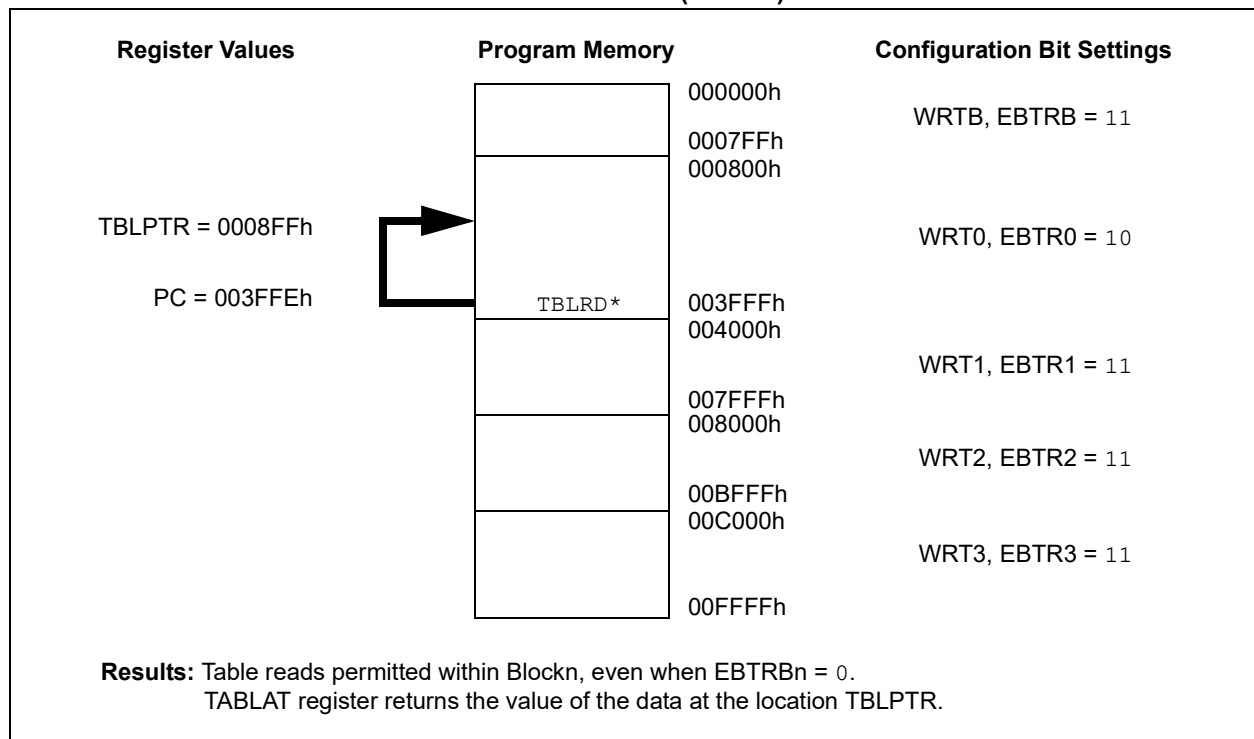 Register Values Program Memory Configuration Bit Settings
000000h
WRTB, EBTRB = 11
0007FFh
000800h
TBLPTR = 0008FFh
WRT0, EBTR0 = 10
PC = 003FFEh
TBLRD*
003FFFh
004000h
WRT1, EBTR1 = 11
007FFFh
008000h
WRT2, EBTR2 = 11
00BFFFh
00C000h
WRT3, EBTR3 = 11
00FFFFh
Results: Table reads permitted within Blockn, even when EBTRBn = 0.
TABLAT register returns the value of the data at the location TBLPTR.